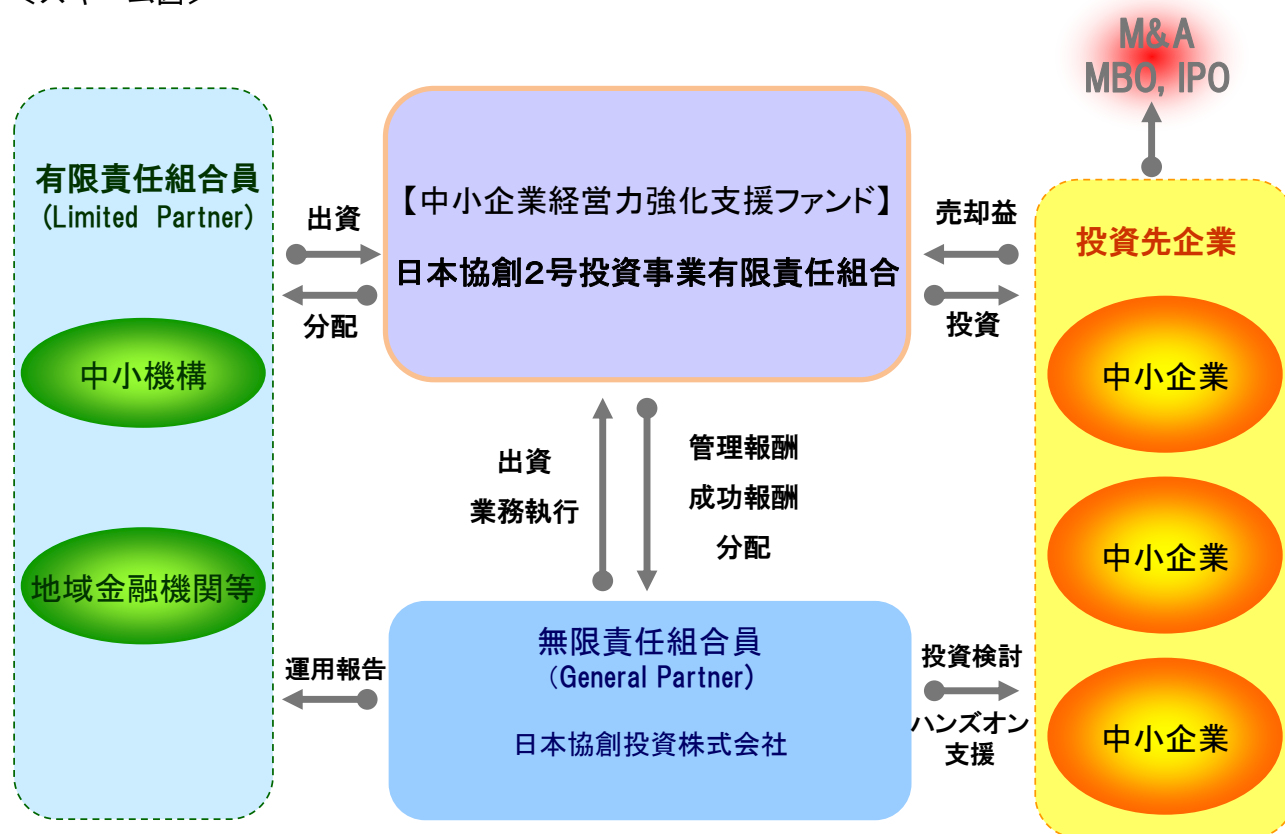 M&A
MBO, IPO
有限責任組合員
(Limited Partner)
中小機構
地域金融機関等
出資
分配
【中小企業経営力強化支援ファンド】
日本協創2号投資事業有限責任組合
売却益
投資
投資先企業
中小企業
中小企業
中小企業
出資
業務執行
管理報酬
成功報酬
分配
運用報告
無限責任組合員
(General Partner)
日本協創投資株式会社
投資検討
ハンズオン
支援